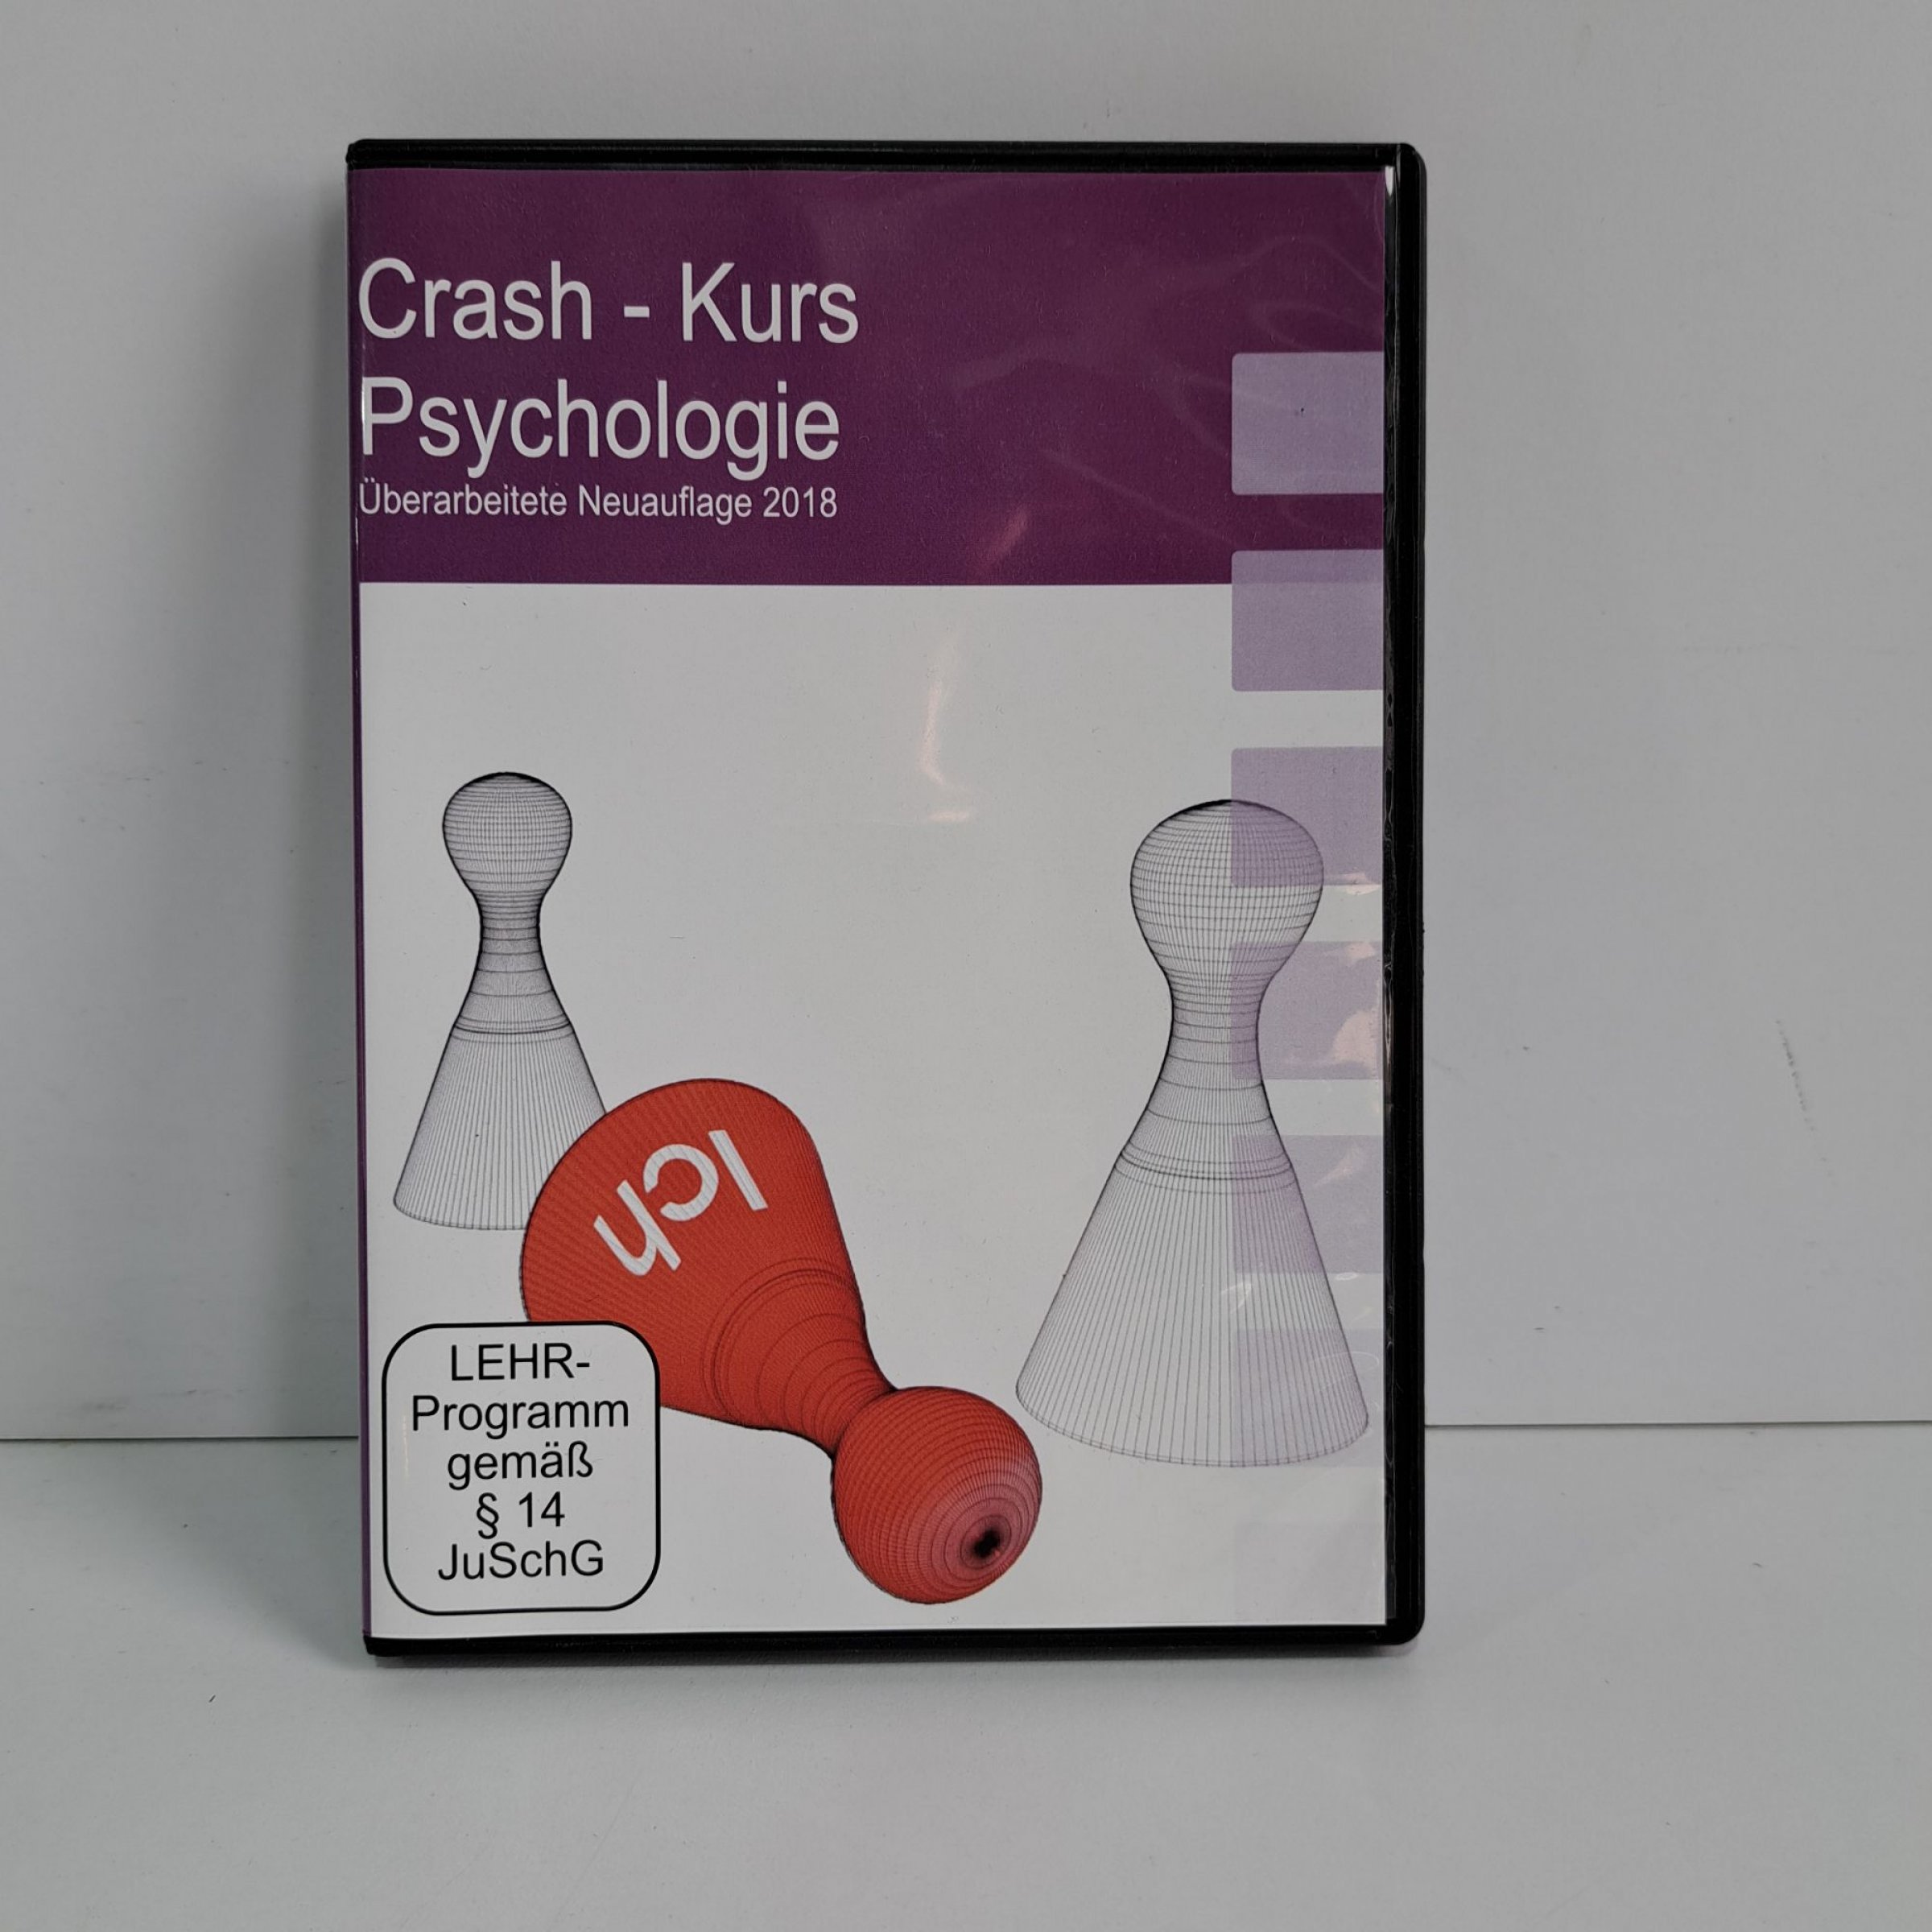 Crash - Kurs
Psychologie
Überarbeitete Neuauflage 2018
Ich
LEHR-
Programm
gemäß
§ 14
JuSchG